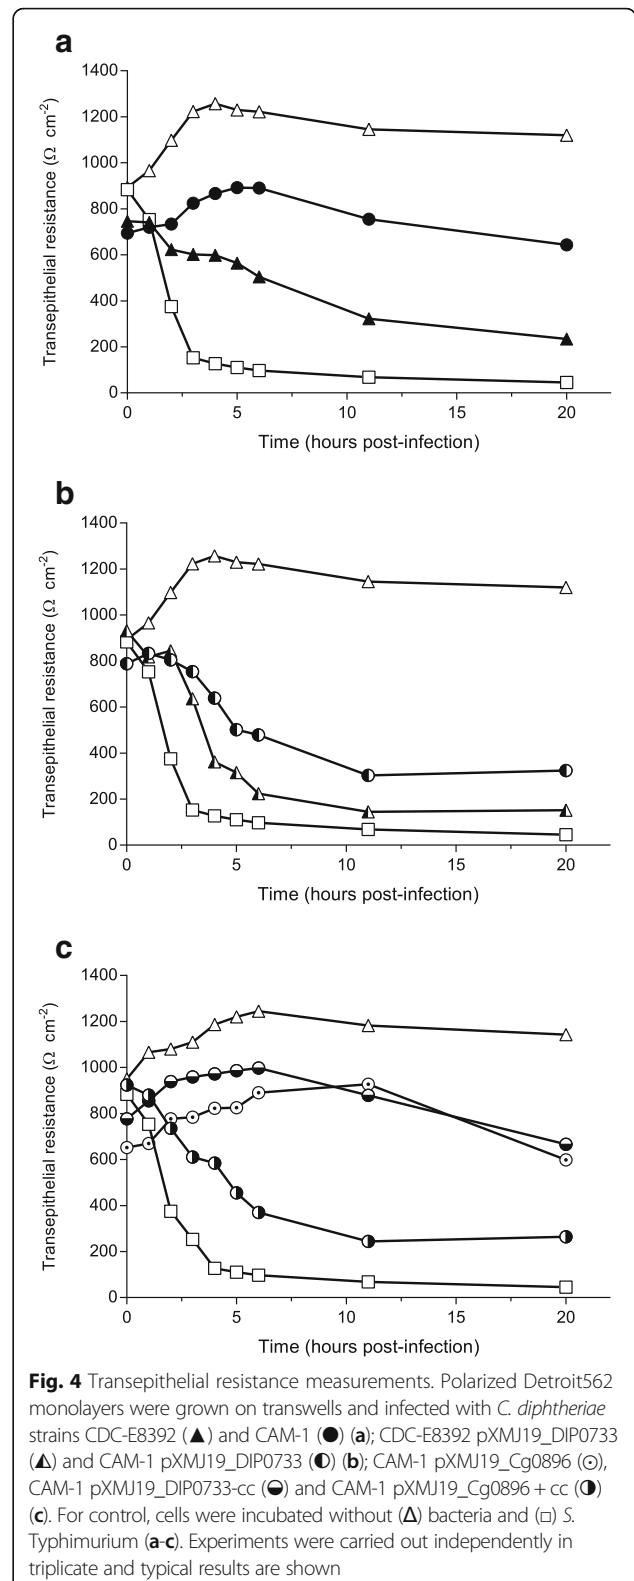 a
1400
1200
1000
800
600
400
200
0
Transepithelial resistance (Ω cm⁻²)
0 5 10 15 20
Time (hours post-infection)
b
1400
1200
1000
800
600
400
200
0
Transepithelial resistance (Ω cm⁻²)
0 5 10 15 20
Time (hours post-infection)
c
1400
1200
1000
800
600
400
200
0
Transepithelial resistance (Ω cm⁻²)
0 5 10 15 20
Time (hours post-infection)
Fig. 4 Transepithelial resistance measurements. Polarized Detroit562
monolayers were grown on transwells and infected with C. diphtheriae
strains CDC-E8392 (▲) and CAM-1 (●) (a); CDC-E8392 pXMJ19_DIP0733
(◭) and CAM-1 pXMJ19_DIP0733 (◐) (b); CAM-1 pXMJ19_Cg0896 (⊙),
CAM-1 pXMJ19_DIP0733-cc (◒) and CAM-1 pXMJ19_Cg0896 + cc (◑)
(c). For control, cells were incubated without (Δ) bacteria and (□) S.
Typhimurium (a-c). Experiments were carried out independently in
triplicate and typical results are shown